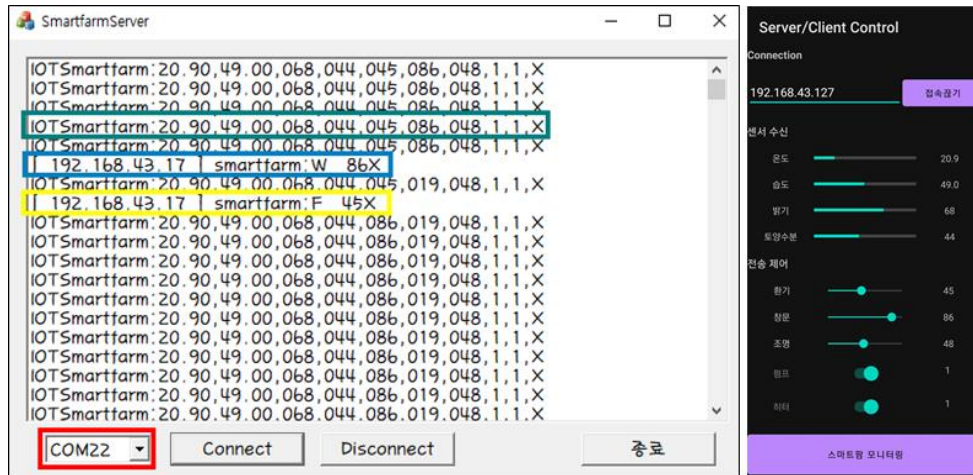 SmartfarmServer
IOTSmartfarm:20.90,49.00,068,044,045,086,048,1,1,X
IOTSmartfarm:20.90,49.00,068,044,045,086,048,1,1,X
IOTSmartfarm:20.90,49.00,068,044,045,086,048,1,1,X
IOTSmartfarm:20.90,49.00,068,044,045,086,048,1,1,X
IOTSmartfarm:20.90,49.00,068,044,045,086,048,1,1,X
[ 192.168.43.17 ] smartfarm:W 86X
IOTSmartfarm:20.90,49.00,068,044,045,019,048,1,1,X
[ 192.168.43.17 ] smartfarm:F 45X
IOTSmartfarm:20.90,49.00,068,044,086,019,048,1,1,X
IOTSmartfarm:20.90,49.00,068,044,086,019,048,1,1,X
IOTSmartfarm:20.90,49.00,068,044,086,019,048,1,1,X
IOTSmartfarm:20.90,49.00,068,044,086,019,048,1,1,X
IOTSmartfarm:20.90,49.00,068,044,086,019,048,1,1,X
IOTSmartfarm:20.90,49.00,068,044,086,019,048,1,1,X
IOTSmartfarm:20.90,49.00,068,044,086,019,048,1,1,X
IOTSmartfarm:20.90,49.00,068,044,086,019,048,1,1,X
IOTSmartfarm:20.90,49.00,068,044,086,019,048,1,1,X
IOTSmartfarm:20.90,49.00,068,044,086,019,048,1,1,X
IOTSmartfarm:20.90,49.00,068,044,086,019,048,1,1,X
COM22 Connect Disconnect 종료
Server/Client Control
Connection
192.168.43.127 접속끊기
센서 수신
온도 20.9
습도 49.0
밝기 68
토양수분 44
전송 제어
환기 45
창문 86
조명 48
펌프 1
히터 1
스마트팜 모니터링